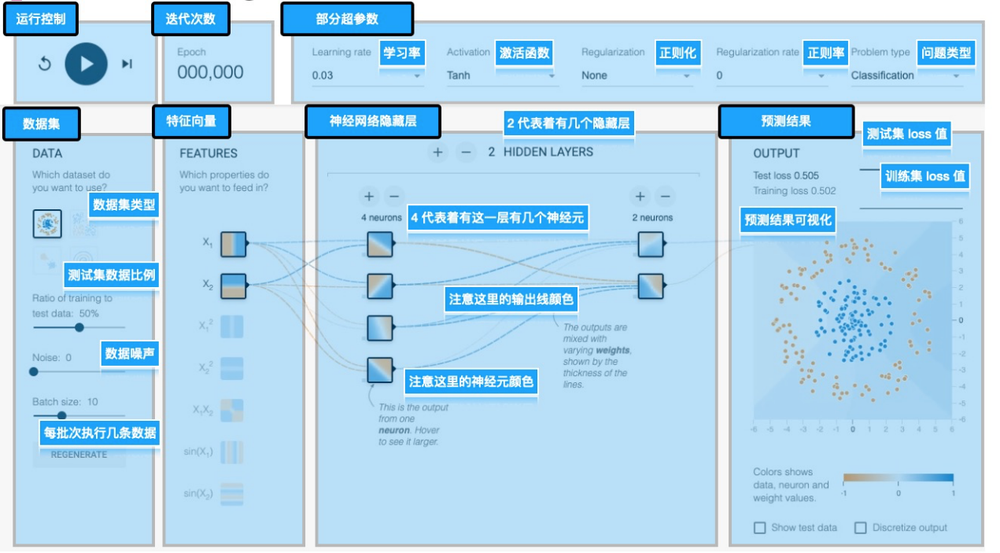 运行控制
迭代次数
Epoch
000,000
部分超参数
Learning rate 学习率
0.03
Activation 激活函数
Tanh
Regularization 正则化
None
Regularization rate 正则率
0
Problem type 问题类型
Classification
数据集
DATA
Which dataset do
you want to use?
数据集类型
测试集数据比例
Ratio of training to
test data: 50%
数据噪声
Noise: 0
Batch size: 10
每批次执行几条数据
REGENERATE
特征向量
FEATURES
Which properties do
you want to feed in?
X₁
X₂
X₁²
X₂²
X₁X₂
sin(X₁)
sin(X₂)
神经网络隐藏层
2 代表着有几个隐藏层
+ − 2 HIDDEN LAYERS
+ −
4 neurons
4 代表着有这一层有几个神经元
+ −
2 neurons
注意这里的输出线颜色
The outputs are
mixed with
varying weights,
shown by the
thickness of the
lines.
注意这里的神经元颜色
This is the output
from one
neuron. Hover
to see it larger.
预测结果
OUTPUT
测试集 loss 值
Test loss 0.505
训练集 loss 值
Training loss 0.502
预测结果可视化
6
5
4
3
2
1
0
-1
-2
-3
-4
-5
-6
-6 -5 -4 -3 -2 -1 0 1 2 3 4 5 6
Colors shows
data, neuron and
weight values.
-1 0 1
Show test data
Discretize output